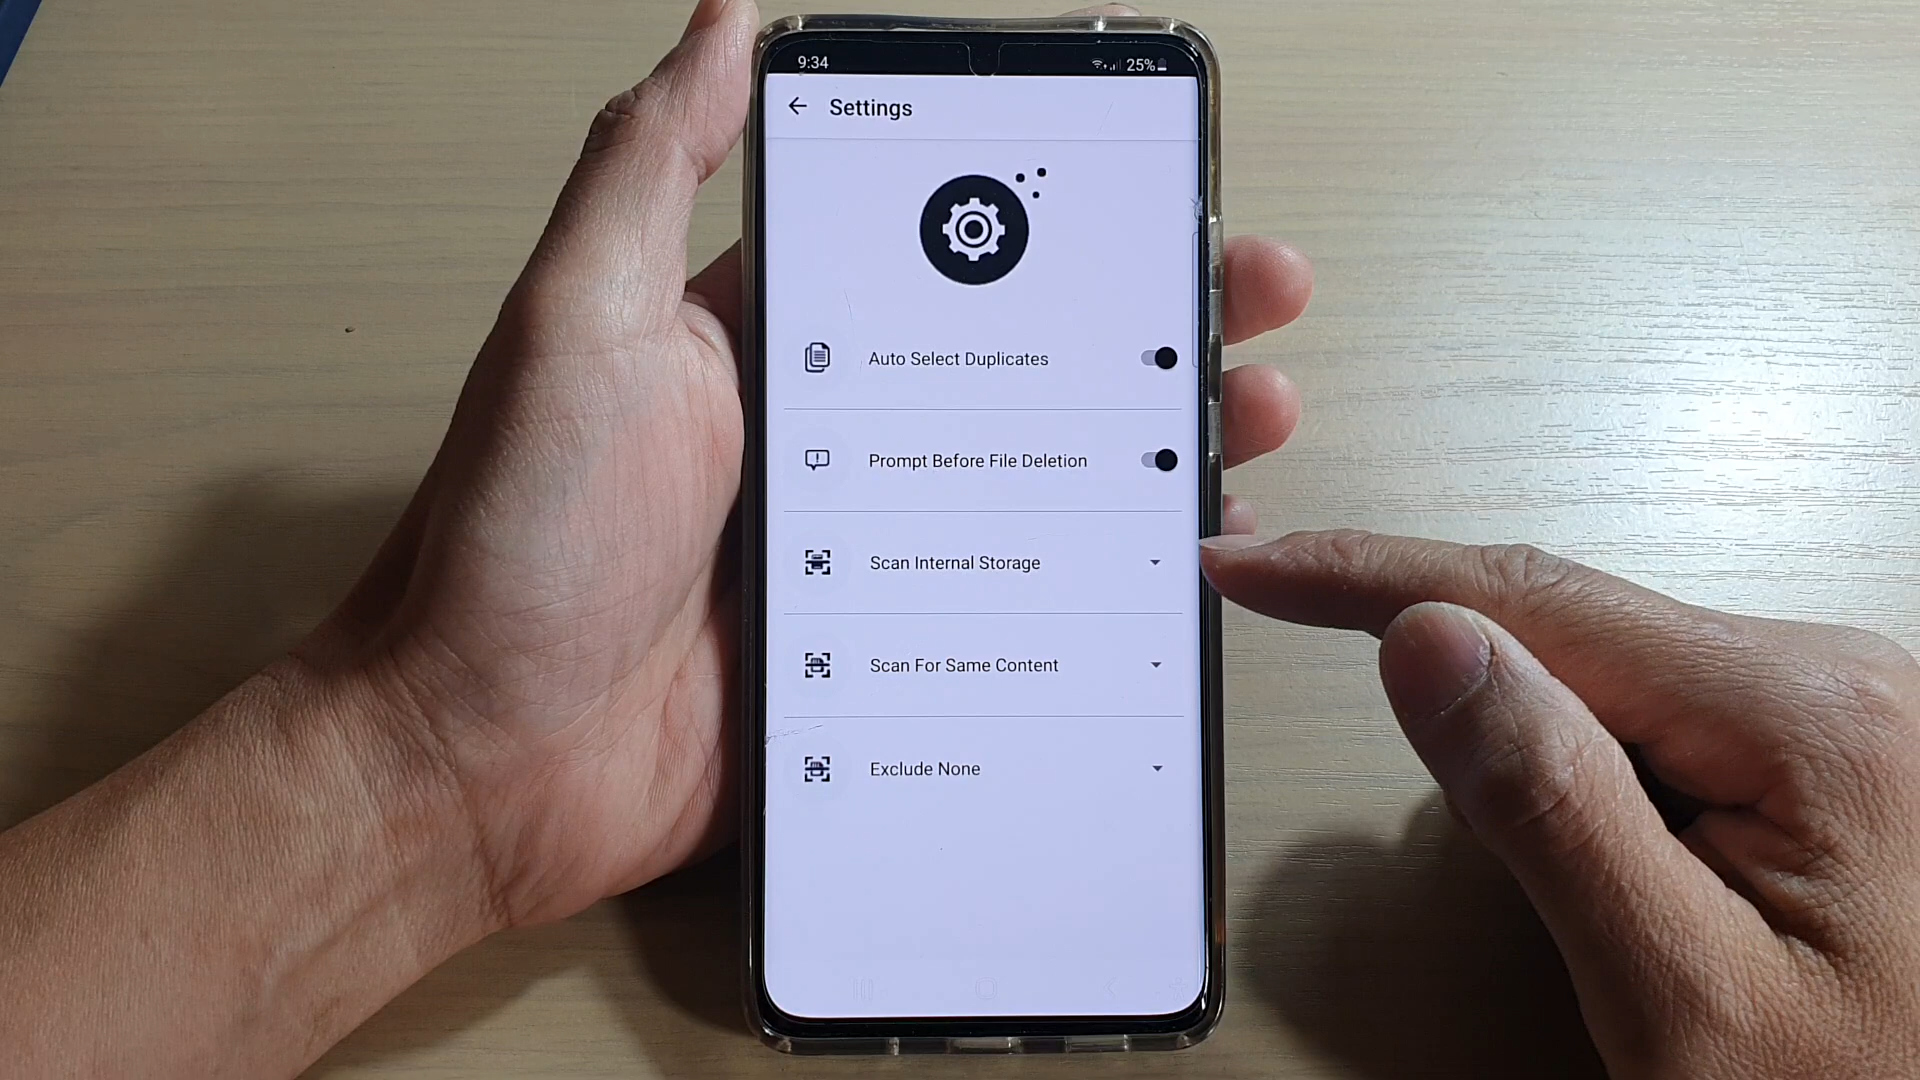 9:34 25%
Settings
Auto Select Duplicates
Prompt Before File Deletion
Scan Internal Storage
Scan For Same Content
Exclude None